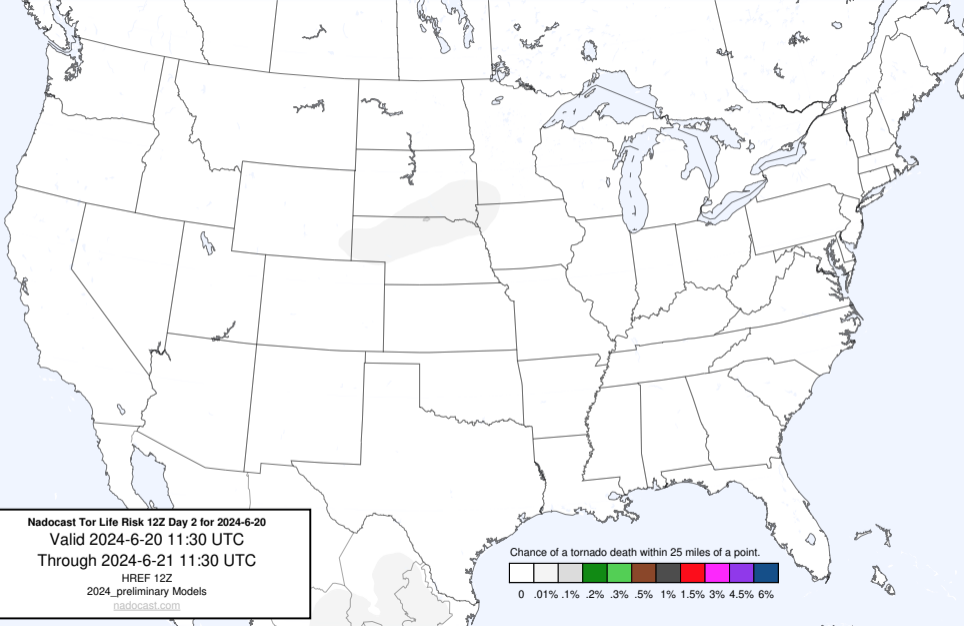 Nadocast Tor Life Risk 12Z Day 2 for 2024-6-20
Valid 2024-6-20 11:30 UTC
Through 2024-6-21 11:30 UTC
HREF 12Z
2024_preliminary Models
nadocast.com
Chance of a tornado death within 25 miles of a point.
0 .01% .1% .2% .3% .5% 1% 1.5% 3% 4.5% 6%